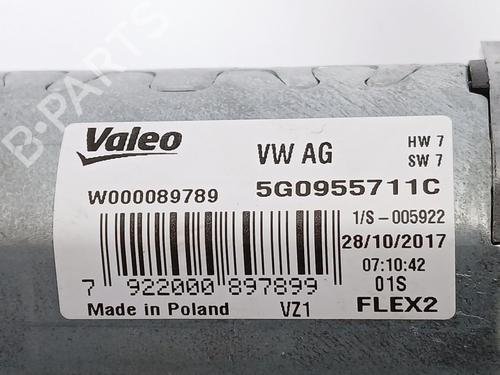 B-PARTS
Valeo
VW AG
HW 7
SW 7
W000089789
5G0955711C
1/S -005922
28/10/2017
07:10:42
7 922000 897899
01S
Made in Poland
VZ1
FLEX2